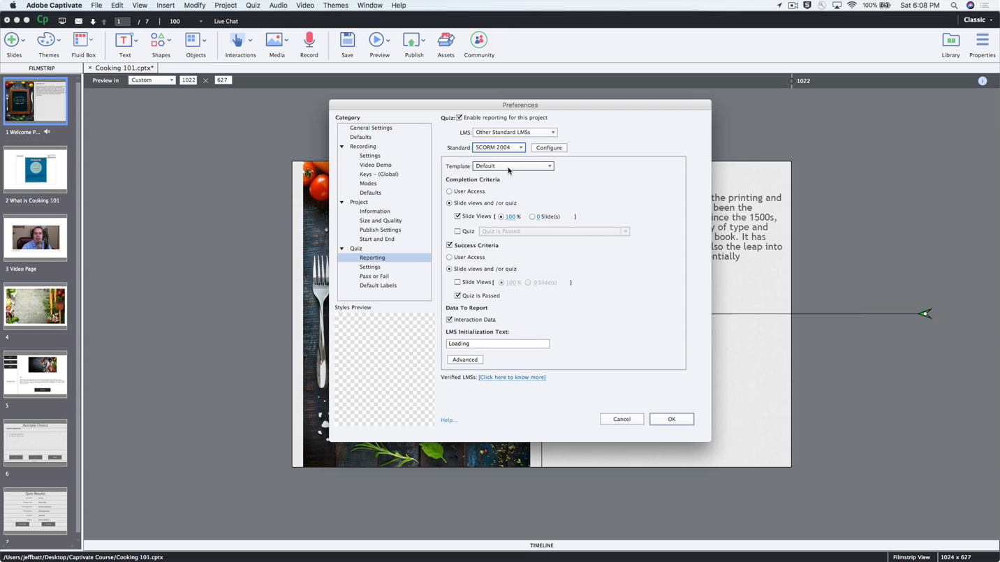 Adobe Captivate File Edit View Insert Modify Project Quiz Audio Video Themes Window Help 100% Sat 6:08 PM
Cp 1 / 7 100 Live Chat Classic
Slides Themes Fluid Box Text Shapes Objects Interactions Media Record Save Preview Publish Assets Community Library Properties
FILMSTRIP × Cooking 101.cptx*
Preview in Custom 1022 × 627 1022
1 Welcome P...
2 What is Cooking 101
3 Video Page
4
5
Multiple Choice
6
Quiz Results
7
Preferences
Category
General Settings
Defaults
Recording
Settings
Video Demo
Keys - (Global)
Modes
Defaults
Project
Information
Size and Quality
Publish Settings
Start and End
Quiz
Reporting
Settings
Pass or Fail
Default Labels
Styles Preview
Quiz: Enable reporting for this project
LMS: Other Standard LMSs
Standard: SCORM 2004 Configure
Template: Default
Completion Criteria
User Access
Slide views and /or quiz
Slide Views [ 100 % 0 Slide(s) ]
Quiz Quiz is Passed
Success Criteria
User Access
Slide views and /or quiz
Slide Views [ 100 % 0 Slide(s) ]
Quiz is Passed
Data To Report
Interaction Data
LMS Initialization Text:
Loading
Advanced
Verified LMSs: [Click here to know more]
Help... Cancel OK
the printing and
been the
since the 1500s,
y of type and
book. It has
also the leap into
entially
TIMELINE
/Users/jeffbatt/Desktop/Captivate Course/Cooking 101.cptx Filmstrip View 1024 x 627